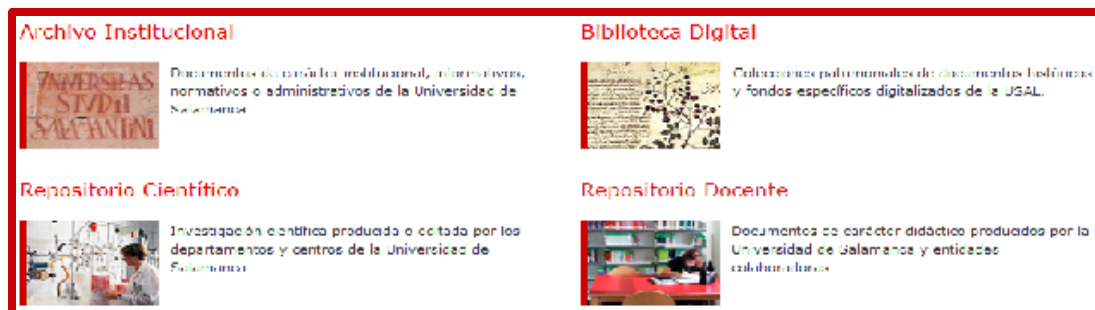 Archivo Institucional
UNIVERSITAS
STVDII
SALMANTINI
Documentos de carácter institucional, informativos,
normativos o administrativos de la Universidad de
Salamanca
Biblioteca Digital
Colecciones patrimoniales de documentos históricos
y fondos específicos digitalizados de la USAL.
Repositorio Científico
Investigación científica producida o editada por los
departamentos y centros de la Universidad de
Salamanca
Repositorio Docente
Documentos de carácter didáctico producidos por la
Universidad de Salamanca y entidades
colaboradoras